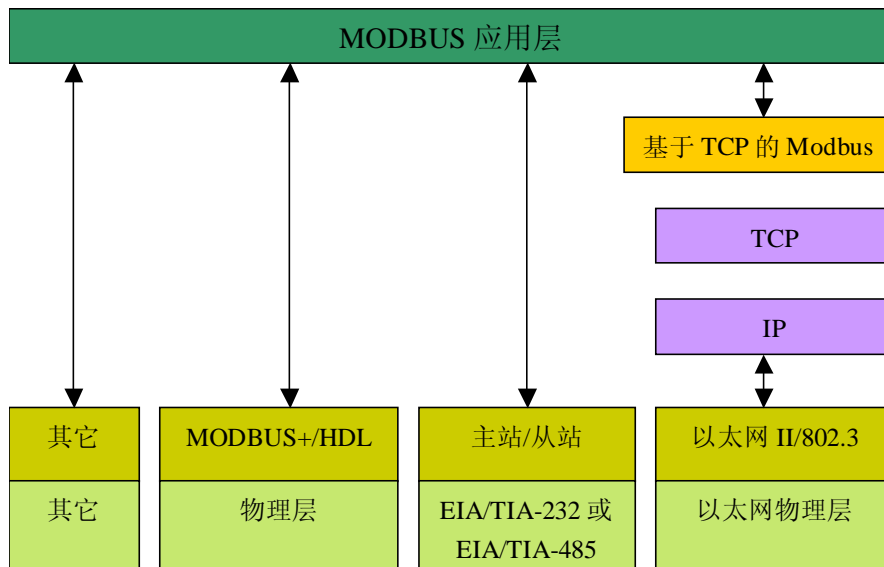 MODBUS 应用层
基于 TCP 的 Modbus
TCP
IP
其它
MODBUS+/HDL
主站/从站
以太网 II/802.3
其它
物理层
EIA/TIA-232 或
EIA/TIA-485
以太网物理层